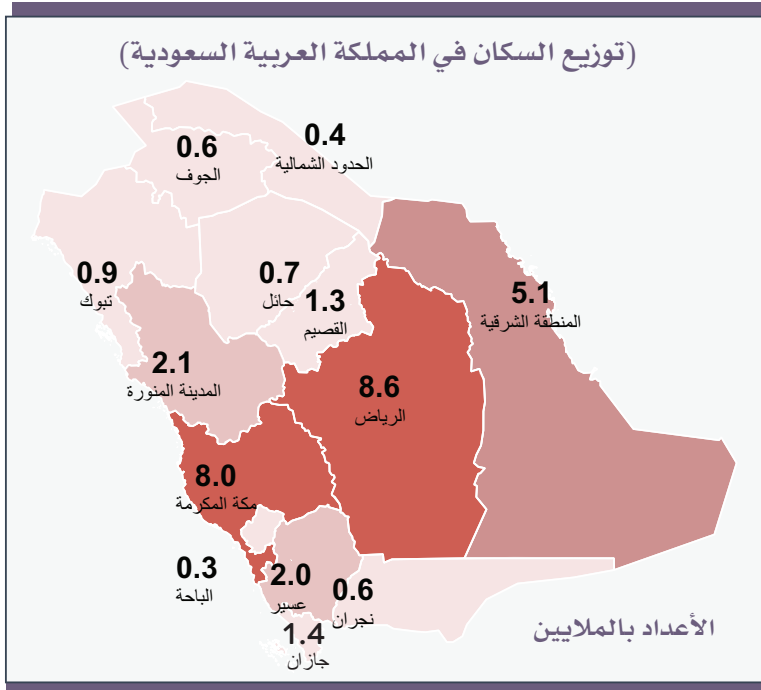 (توزيع السكان في المملكة العربية السعودية)
0.4
الحدود الشمالية
0.6
الجوف
0.9
تبوك
0.7
حائل
1.3
القصيم
5.1
المنطقة الشرقية
2.1
المدينة المنورة
8.6
الرياض
8.0
مكة المكرمة
0.3
الباحة
2.0
عسير
0.6
نجران
1.4
جازان
الأعداد بالملايين